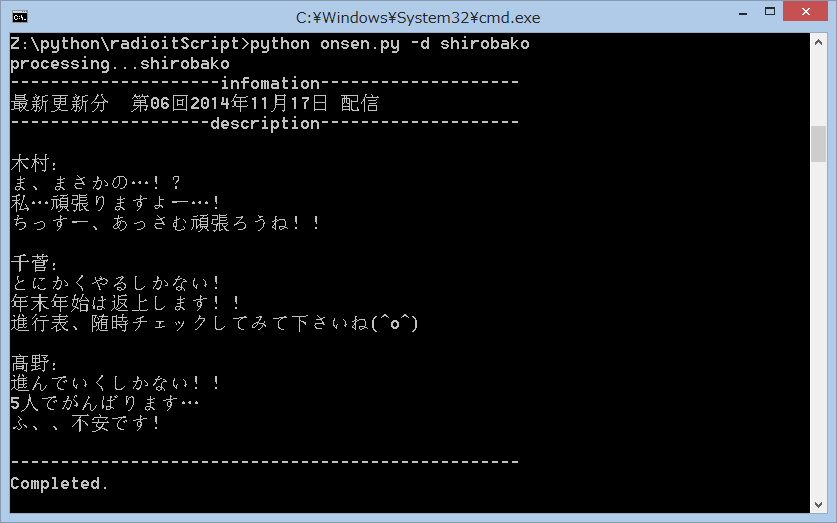 C:¥Windows¥System32¥cmd.exe
Z:\python\radioitScript>python onsen.py -d shirobako
processing...shirobako
--------------------infomation-------------------
最新更新分　第06回2014年11月17日 配信
-------------------description-------------------
木村:
ま、まさかの…！？
私…頑張りますよー…！
ちっすー、あっさむ頑張ろうね！！
千菅:
とにかくやるしかない！
年末年始は返上します！！
進行表、随時チェックしてみて下さいね(^o^)
髙野:
進んでいくしかない！！
5人でがんばります…
ふ、、不安です！
--------------------------------------------------
Completed.